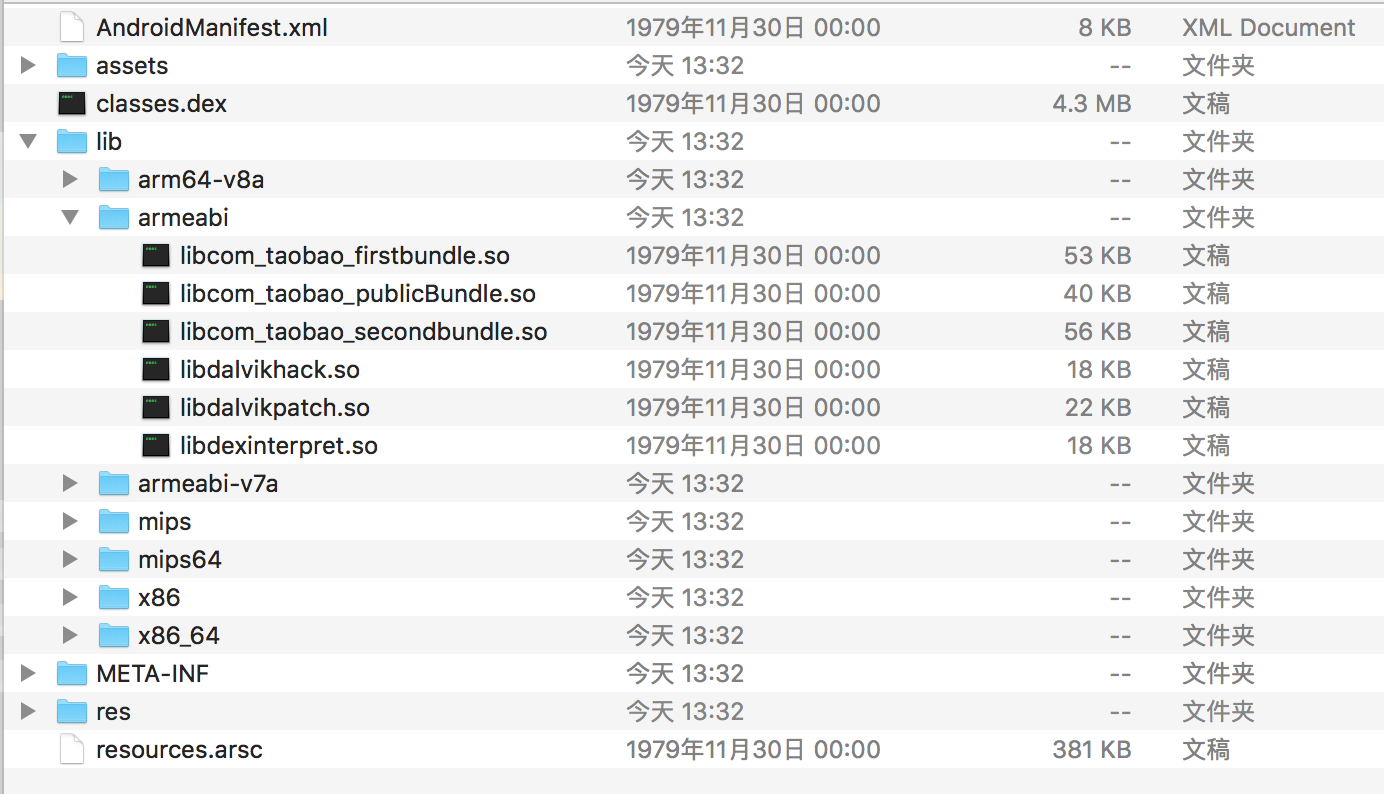 AndroidManifest.xml 1979年11月30日 00:00 8 KB XML Document
assets 今天 13:32 -- 文件夹
classes.dex 1979年11月30日 00:00 4.3 MB 文稿
lib 今天 13:32 -- 文件夹
arm64-v8a 今天 13:32 -- 文件夹
armeabi 今天 13:32 -- 文件夹
libcom_taobao_firstbundle.so 1979年11月30日 00:00 53 KB 文稿
libcom_taobao_publicBundle.so 1979年11月30日 00:00 40 KB 文稿
libcom_taobao_secondbundle.so 1979年11月30日 00:00 56 KB 文稿
libdalvikhack.so 1979年11月30日 00:00 18 KB 文稿
libdalvikpatch.so 1979年11月30日 00:00 22 KB 文稿
libdexinterpret.so 1979年11月30日 00:00 18 KB 文稿
armeabi-v7a 今天 13:32 -- 文件夹
mips 今天 13:32 -- 文件夹
mips64 今天 13:32 -- 文件夹
x86 今天 13:32 -- 文件夹
x86_64 今天 13:32 -- 文件夹
META-INF 今天 13:32 -- 文件夹
res 今天 13:32 -- 文件夹
resources.arsc 1979年11月30日 00:00 381 KB 文稿